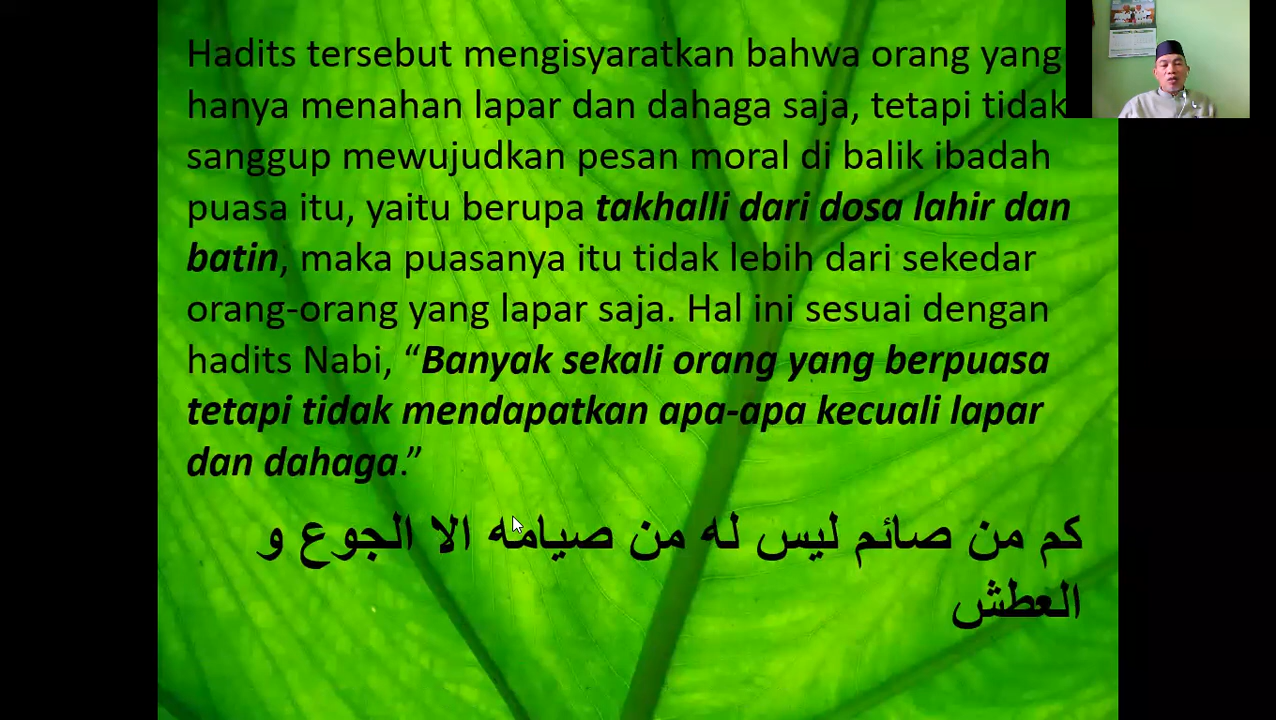 Hadits tersebut mengisyaratkan bahwa orang yang
hanya menahan lapar dan dahaga saja, tetapi tidak
sanggup mewujudkan pesan moral di balik ibadah
puasa itu, yaitu berupa takhalli dari dosa lahir dan
batin, maka puasanya itu tidak lebih dari sekedar
orang-orang yang lapar saja. Hal ini sesuai dengan
hadits Nabi, “Banyak sekali orang yang berpuasa
tetapi tidak mendapatkan apa-apa kecuali lapar
dan dahaga.”
كم من صائم ليس له من صيامه الا الجوع و
العطش